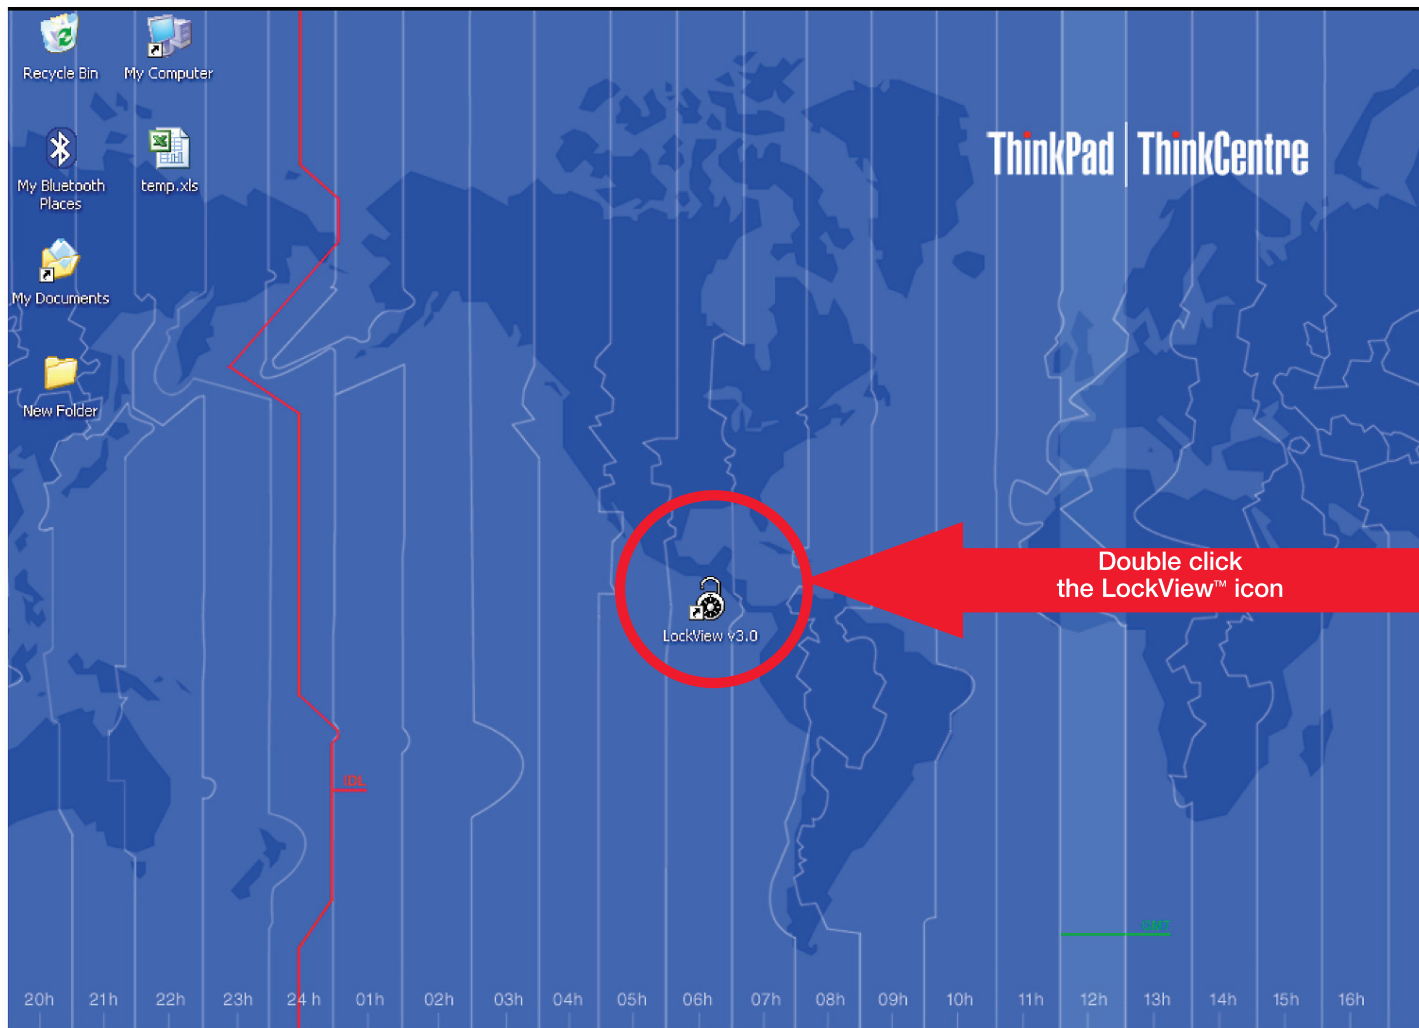 Recycle Bin
My Computer
ThinkPad | ThinkCentre
My Bluetooth
Places
temp.xls
My Documents
New Folder
Double click
the LockView™ icon
LockView v3.0
IDL
GMT
20h 21h 22h 23h 24 h 01h 02h 03h 04h 05h 06h 07h 08h 09h 10h 11h 12h 13h 14h 15h 16h